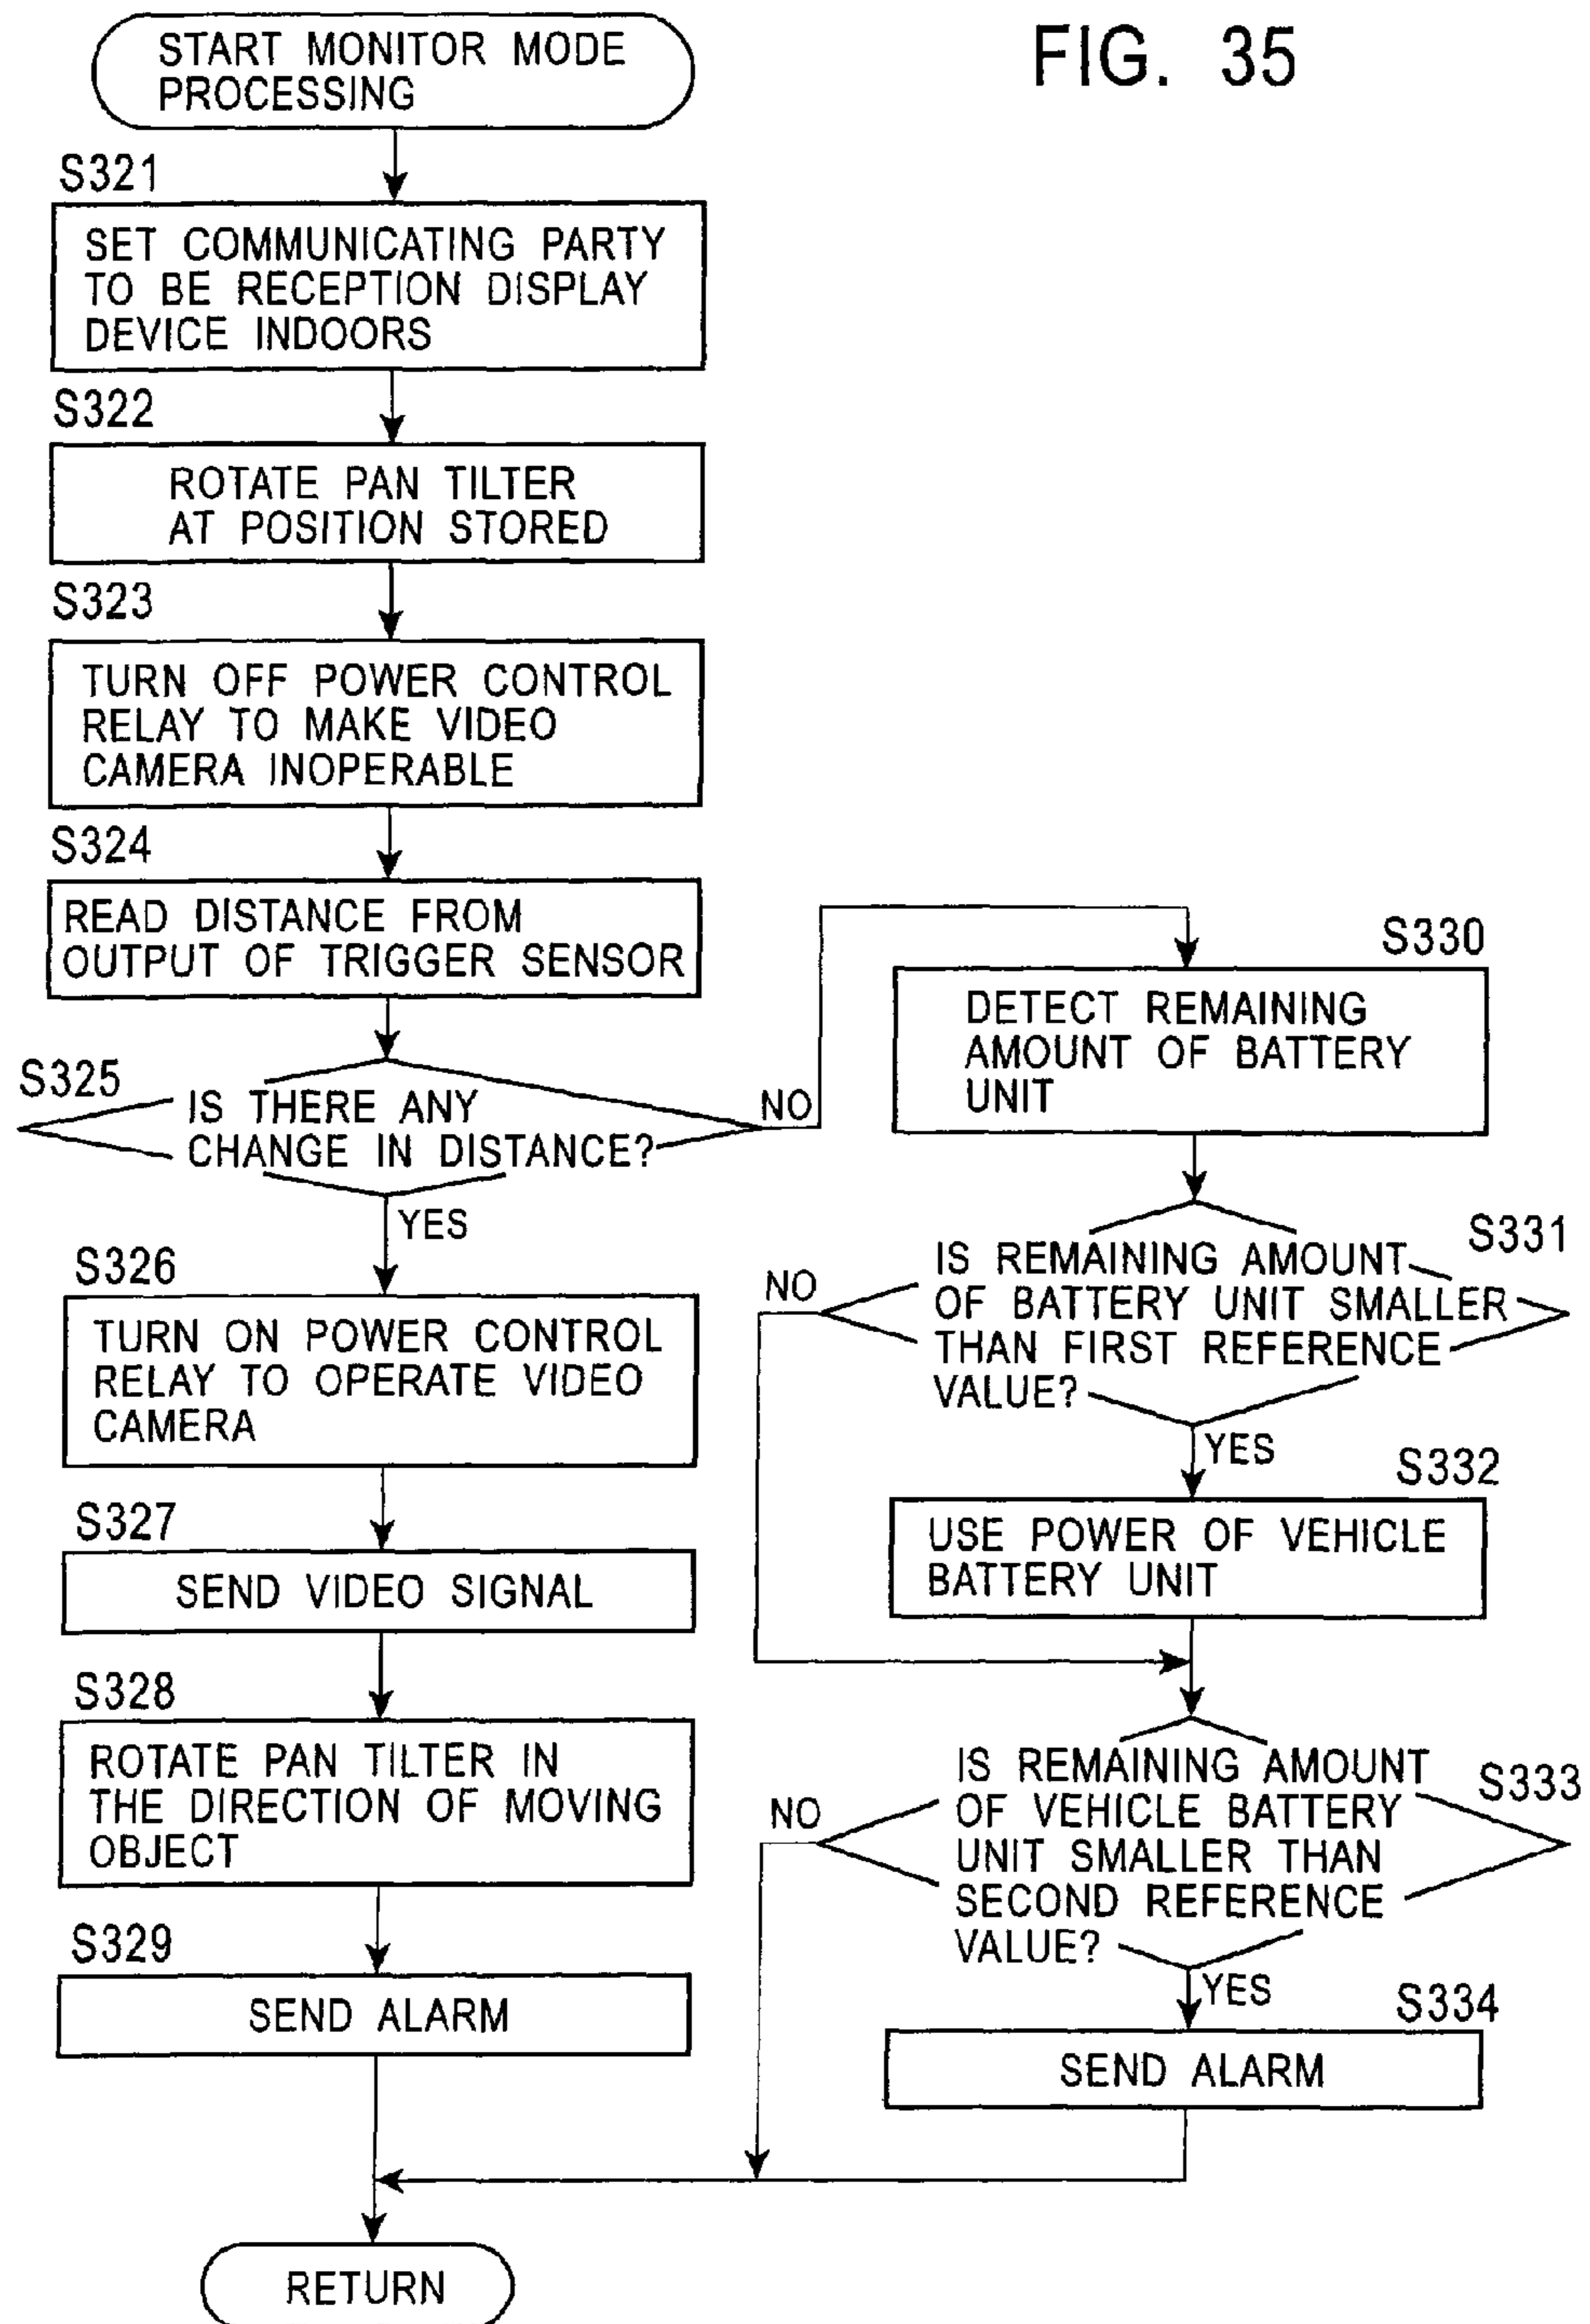 FIG. 35
START MONITOR MODE
PROCESSING
S321
SET COMMUNICATING PARTY
TO BE RECEPTION DISPLAY
DEVICE INDOORS
S322
ROTATE PAN TILTER
AT POSITION STORED
S323
TURN OFF POWER CONTROL
RELAY TO MAKE VIDEO
CAMERA INOPERABLE
S324
READ DISTANCE FROM
OUTPUT OF TRIGGER SENSOR
S325
IS THERE ANY
CHANGE IN DISTANCE?
NO
YES
S326
TURN ON POWER CONTROL
RELAY TO OPERATE VIDEO
CAMERA
S327
SEND VIDEO SIGNAL
S328
ROTATE PAN TILTER IN
THE DIRECTION OF MOVING
OBJECT
S329
SEND ALARM
S330
DETECT REMAINING
AMOUNT OF BATTERY
UNIT
S331
IS REMAINING AMOUNT
OF BATTERY UNIT SMALLER
THAN FIRST REFERENCE
VALUE?
NO
YES
S332
USE POWER OF VEHICLE
BATTERY UNIT
S333
IS REMAINING AMOUNT
OF VEHICLE BATTERY
UNIT SMALLER THAN
SECOND REFERENCE
VALUE?
NO
YES
S334
SEND ALARM
RETURN